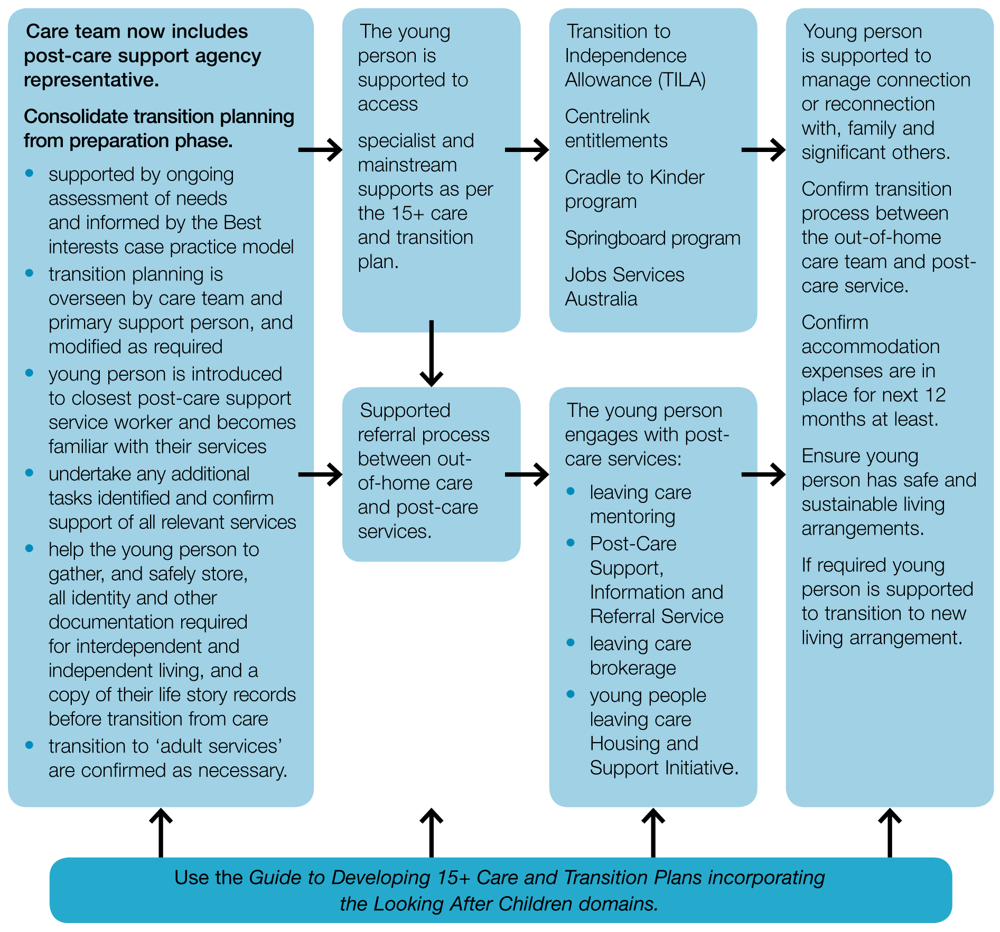 Care team now includes
post-care support agency
representative.
Consolidate transition planning
from preparation phase.
• supported by ongoing
assessment of needs
and informed by the Best
interests case practice model
• transition planning is
overseen by care team and
primary support person, and
modified as required
• young person is introduced
to closest post-care support
service worker and becomes
familiar with their services
• undertake any additional
tasks identified and confirm
support of all relevant services
• help the young person to
gather, and safely store,
all identity and other
documentation required
for interdependent and
independent living, and a
copy of their life story records
before transition from care
• transition to ‘adult services’
are confirmed as necessary.
The young
person is
supported to
access
specialist and
mainstream
supports as per
the 15+ care
and transition
plan.
Transition to
Independence
Allowance (TILA)
Centrelink
entitlements
Cradle to Kinder
program
Springboard program
Jobs Services
Australia
Supported
referral process
between out-
of-home care
and post-care
services.
The young person
engages with post-
care services:
• leaving care
mentoring
• Post-Care
Support,
Information and
Referral Service
• leaving care
brokerage
• young people
leaving care
Housing and
Support Initiative.
Young person
is supported to
manage connection
or reconnection
with, family and
significant others.
Confirm transition
process between
the out-of-home
care team and post-
care service.
Confirm
accommodation
expenses are in
place for next 12
months at least.
Ensure young
person has safe and
sustainable living
arrangements.
If required young
person is supported
to transition to new
living arrangement.
Use the Guide to Developing 15+ Care and Transition Plans incorporating
the Looking After Children domains.